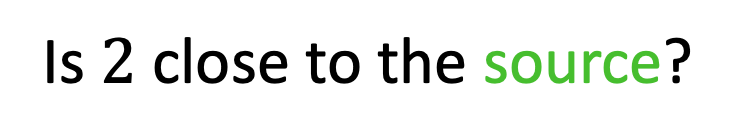 Is 2 close to the source?